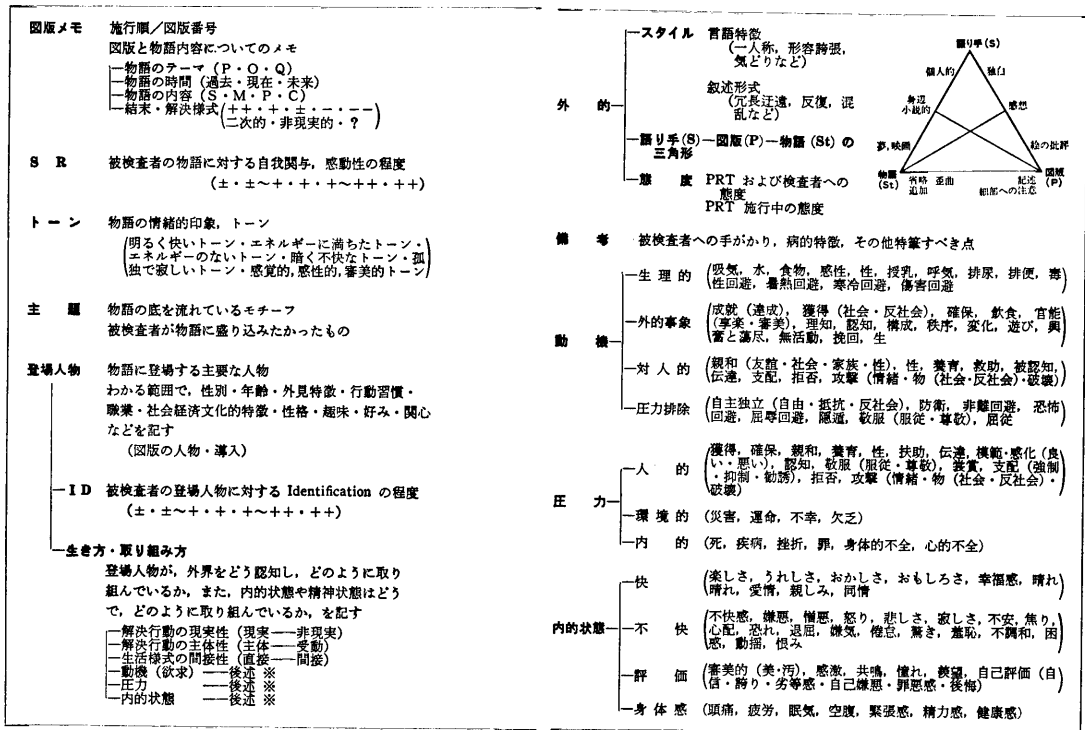 図版メモ 施行順／図版番号
図版と物語内容についてのメモ
物語のテーマ（P・O・Q）
物語の時間（過去・現在・未来）
物語の内容（S・M・P・C）
結末・解決様式（＋＋・＋・±・－・－－
二次的・非現実的・？）
S R 被検査者の物語に対する自我関与，感動性の程度
（±・±～＋・＋・＋～＋＋・＋＋）
トーン 物語の情緒的印象，トーン
（明るく快いトーン・エネルギーに満ちたトーン・
エネルギーのないトーン・暗く不快なトーン・孤
独で寂しいトーン・感覚的，感性的，審美的トーン）
主題 物語の底を流れているモチーフ
被検査者が物語に盛り込みたかったもの
登場人物 物語に登場する主要な人物
わかる範囲で，性別・年齢・外見特徴・行動習慣・
職業・社会経済文化的特徴・性格・趣味・好み・関心
などを記す
（図版の人物・導入）
ID 被検査者の登場人物に対する Identification の程度
（±・±～＋・＋・＋～＋＋・＋＋）
生き方・取り組み方
登場人物が，外界をどう認知し，どのように取り
組んでいるか，また，内的状態や精神状態はどう
で，どのように取り組んでいるか，を記す
解決行動の現実性（現実――非現実）
解決行動の主体性（主体――受動）
生活様式の間接性（直接――間接）
動機（欲求）――後述 ※
圧力 ――後述 ※
内的状態 ――後述 ※
外的
スタイル 言語特徴
（一人称，形容誇張，
気どりなど）
叙述形式
（冗長迂遠，反復，混
乱など）
語り手(S)―図版(P)―物語(St)の
三角形
態度 PRT および検査者への
態度
PRT 施行中の態度
語り手(S)
個人的 独白
身辺
小説的
感想
夢，映画
絵の批評
物語
(St)
図版
(P)
省略
追加
歪曲
記述
細部への注意
備考 被検査者への手がかり，病的特徴，その他特筆すべき点
動機
生理的（吸気，水，食物，感性，性，授乳，呼気，排尿，排便，毒
性回避，暑熱回避，寒冷回避，傷害回避
外的事象（成就（達成），獲得（社会・反社会），確保，飲食，官能
（享楽・審美），理知，認知，構成，秩序，変化，遊び，興
奮と蕩尽，無活動，挽回，生
対人的（親和（友誼・社会・家族・性），性，養育，救助，被認知，
伝達，支配，拒否，攻撃（情緒・物（社会・反社会）・破壊）
圧力排除（自主独立（自由・抵抗・反社会），防衛，非難回避，恐怖
回避，屈辱回避，隠遁，敬服（服従・尊敬），屈従
圧力
人的（獲得，確保，親和，養育，性，扶助，伝達，模範・感化（良
い・悪い），認知，敬服（服従・尊敬），褒賞，支配（強制
・抑制・勧誘），拒否，攻撃（情緒・物（社会・反社会）・
破壊）
環境的（災害，運命，不幸，欠乏）
内的（死，疾病，挫折，罪，身体的不全，心的不全）
内的状態
快（楽しさ，うれしさ，おかしさ，おもしろさ，幸福感，晴れ
晴れ，愛情，親しみ，同情
不快（不快感，嫌悪，憎悪，怒り，悲しさ，寂しさ，不安，焦り，
心配，恐れ，退屈，嫌気，倦怠，驚き，羞恥，不調和，困
惑，動揺，恨み
評価（審美的（美・汚），感激，共鳴，憧れ，羨望，自己評価（自
信・誇り・劣等感・自己嫌悪・罪悪感・後悔）
身体感（頭痛，疲労，眠気，空腹，緊張感，精力感，健康感）